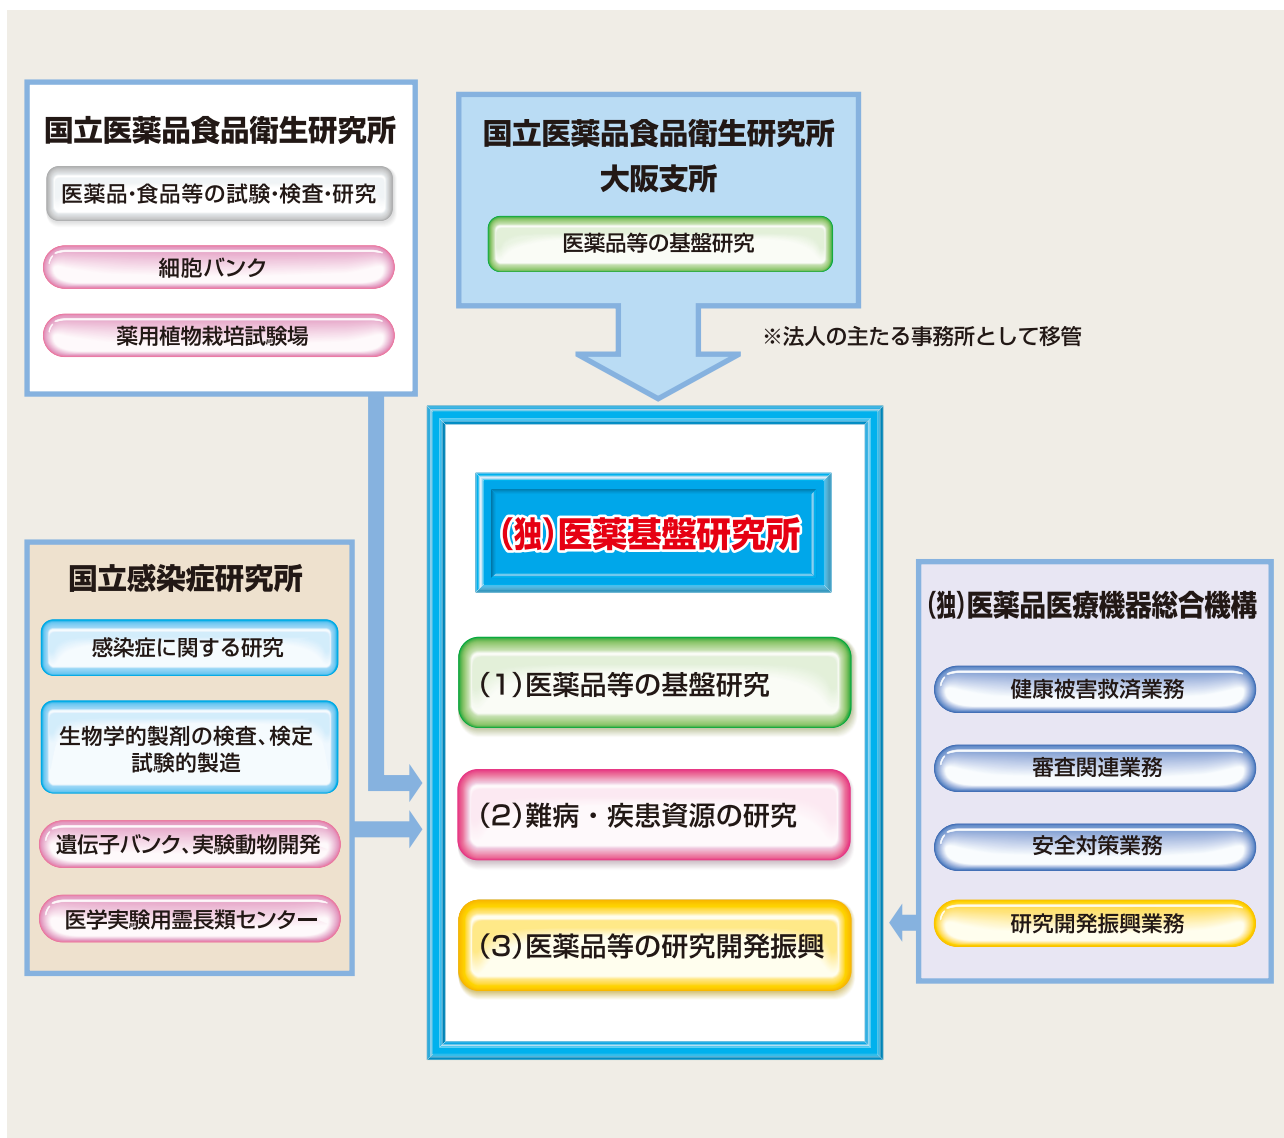 国立医薬品食品衛生研究所
医薬品・食品等の試験・検査・研究
細胞バンク
薬用植物栽培試験場
国立医薬品食品衛生研究所
大阪支所
医薬品等の基盤研究
※法人の主たる事務所として移管
国立感染症研究所
感染症に関する研究
生物学的製剤の検査、検定
試験的製造
遺伝子バンク、実験動物開発
医学実験用霊長類センター
(独)医薬基盤研究所
(1)医薬品等の基盤研究
(2)難病・疾患資源の研究
(3)医薬品等の研究開発振興
(独)医薬品医療機器総合機構
健康被害救済業務
審査関連業務
安全対策業務
研究開発振興業務